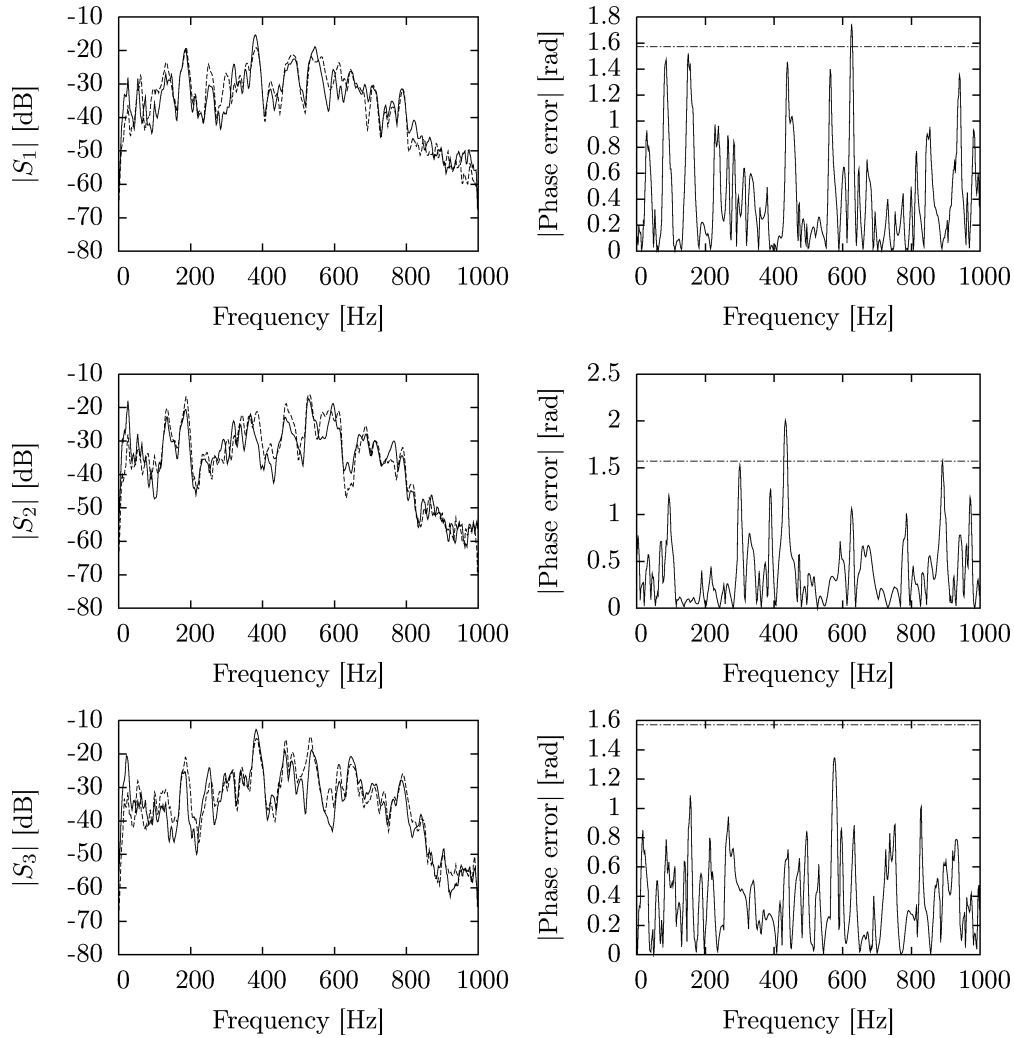 |S1| [dB]
-10
-20
-30
-40
-50
-60
-70
-80
0 200 400 600 800 1000
Frequency [Hz]
|Phase error| [rad]
1.8
1.6
1.4
1.2
1
0.8
0.6
0.4
0.2
0
0 200 400 600 800 1000
Frequency [Hz]
|S2| [dB]
-10
-20
-30
-40
-50
-60
-70
-80
0 200 400 600 800 1000
Frequency [Hz]
|Phase error| [rad]
2.5
2
1.5
1
0.5
0
0 200 400 600 800 1000
Frequency [Hz]
|S3| [dB]
-10
-20
-30
-40
-50
-60
-70
-80
0 200 400 600 800 1000
Frequency [Hz]
|Phase error| [rad]
1.6
1.4
1.2
1
0.8
0.6
0.4
0.2
0
0 200 400 600 800 1000
Frequency [Hz]